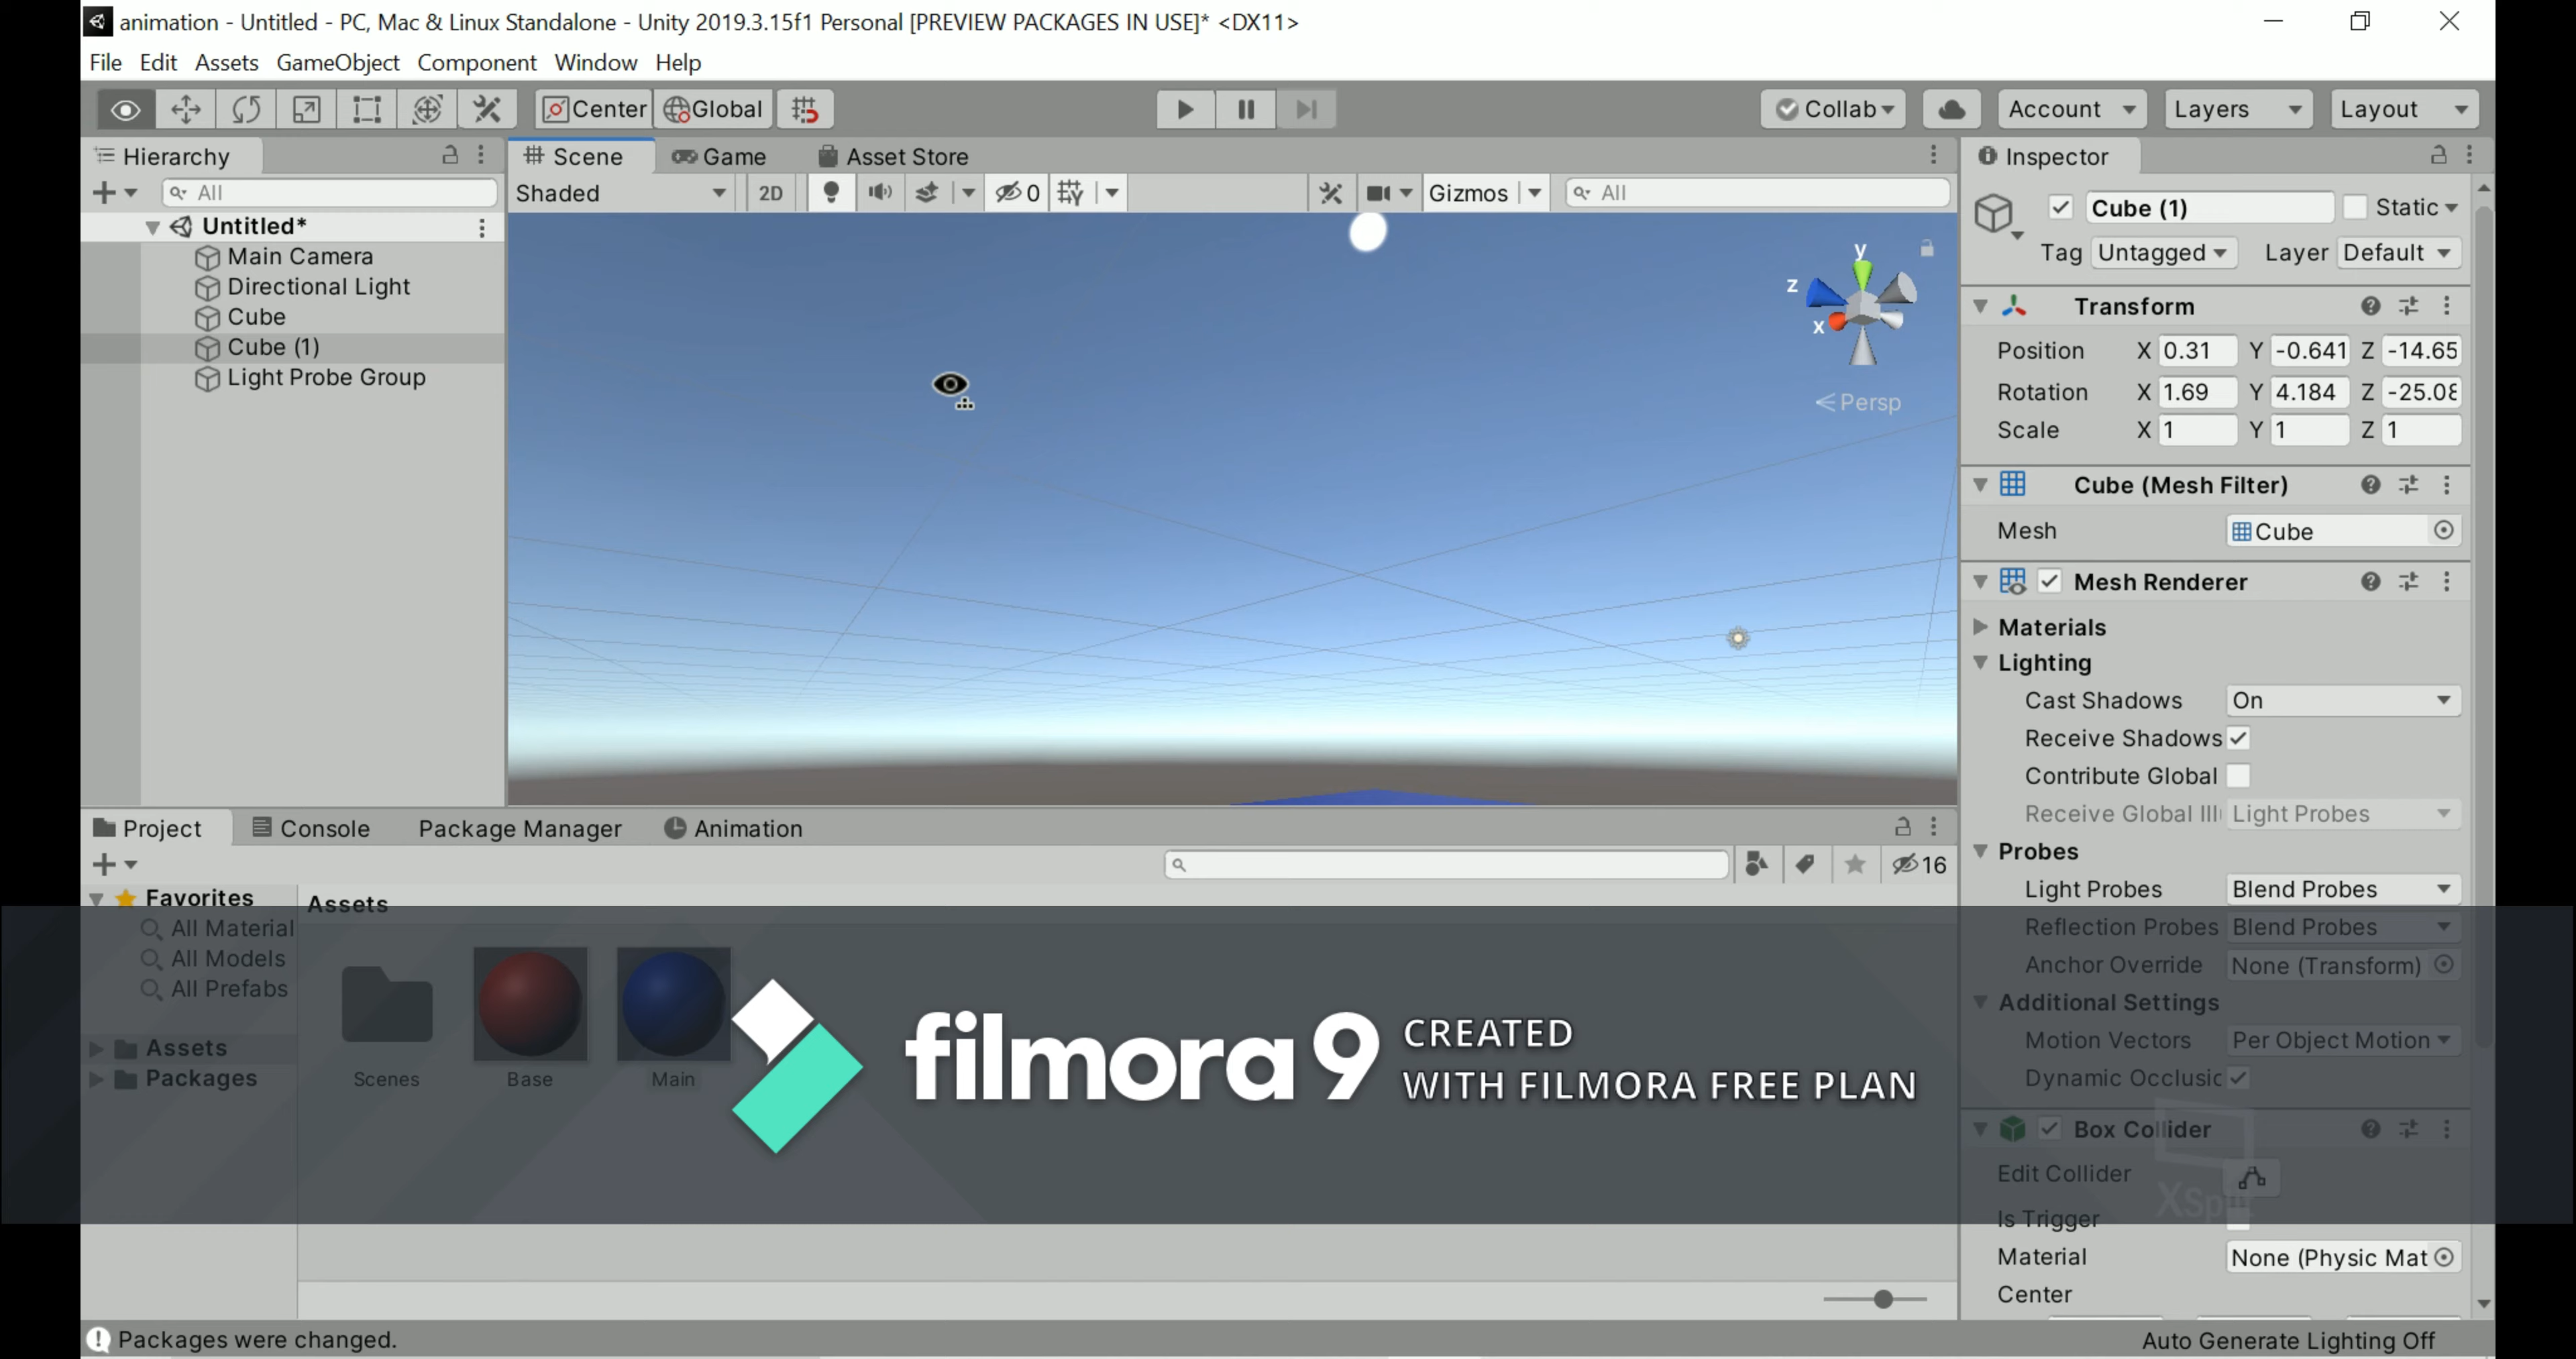 animation - Untitled - PC, Mac & Linux Standalone - Unity 2019.3.15f1 Personal [PREVIEW PACKAGES IN USE]* <DX11>
File Edit Assets GameObject Component Window Help
Center Global Collab Account Layers Layout
Hierarchy
All
Untitled*
Main Camera
Directional Light
Cube
Cube (1)
Light Probe Group
Scene Game Asset Store
Shaded 2D 0 Gizmos All
y
z
x
Persp
Inspector
Cube (1) Static
Tag Untagged Layer Default
Transform
Position X 0.31 Y -0.641 Z -14.65
Rotation X 1.69 Y 4.184 Z -25.08
Scale X 1 Y 1 Z 1
Cube (Mesh Filter)
Mesh Cube
Mesh Renderer
Materials
Lighting
Cast Shadows On
Receive Shadows
Contribute Global
Receive Global Ill Light Probes
Probes
Light Probes Blend Probes
Reflection Probes Blend Probes
Anchor Override None (Transform)
Additional Settings
Motion Vectors Per Object Motion
Dynamic Occlusic
Box Collider
Edit Collider
Is Trigger
Material None (Physic Mat
Center
Project Console Package Manager Animation
16
Favorites
All Material
All Models
All Prefabs
Assets
Packages
Assets
Scenes Base Main
filmora 9
CREATED
WITH FILMORA FREE PLAN
Packages were changed.
Auto Generate Lighting Off